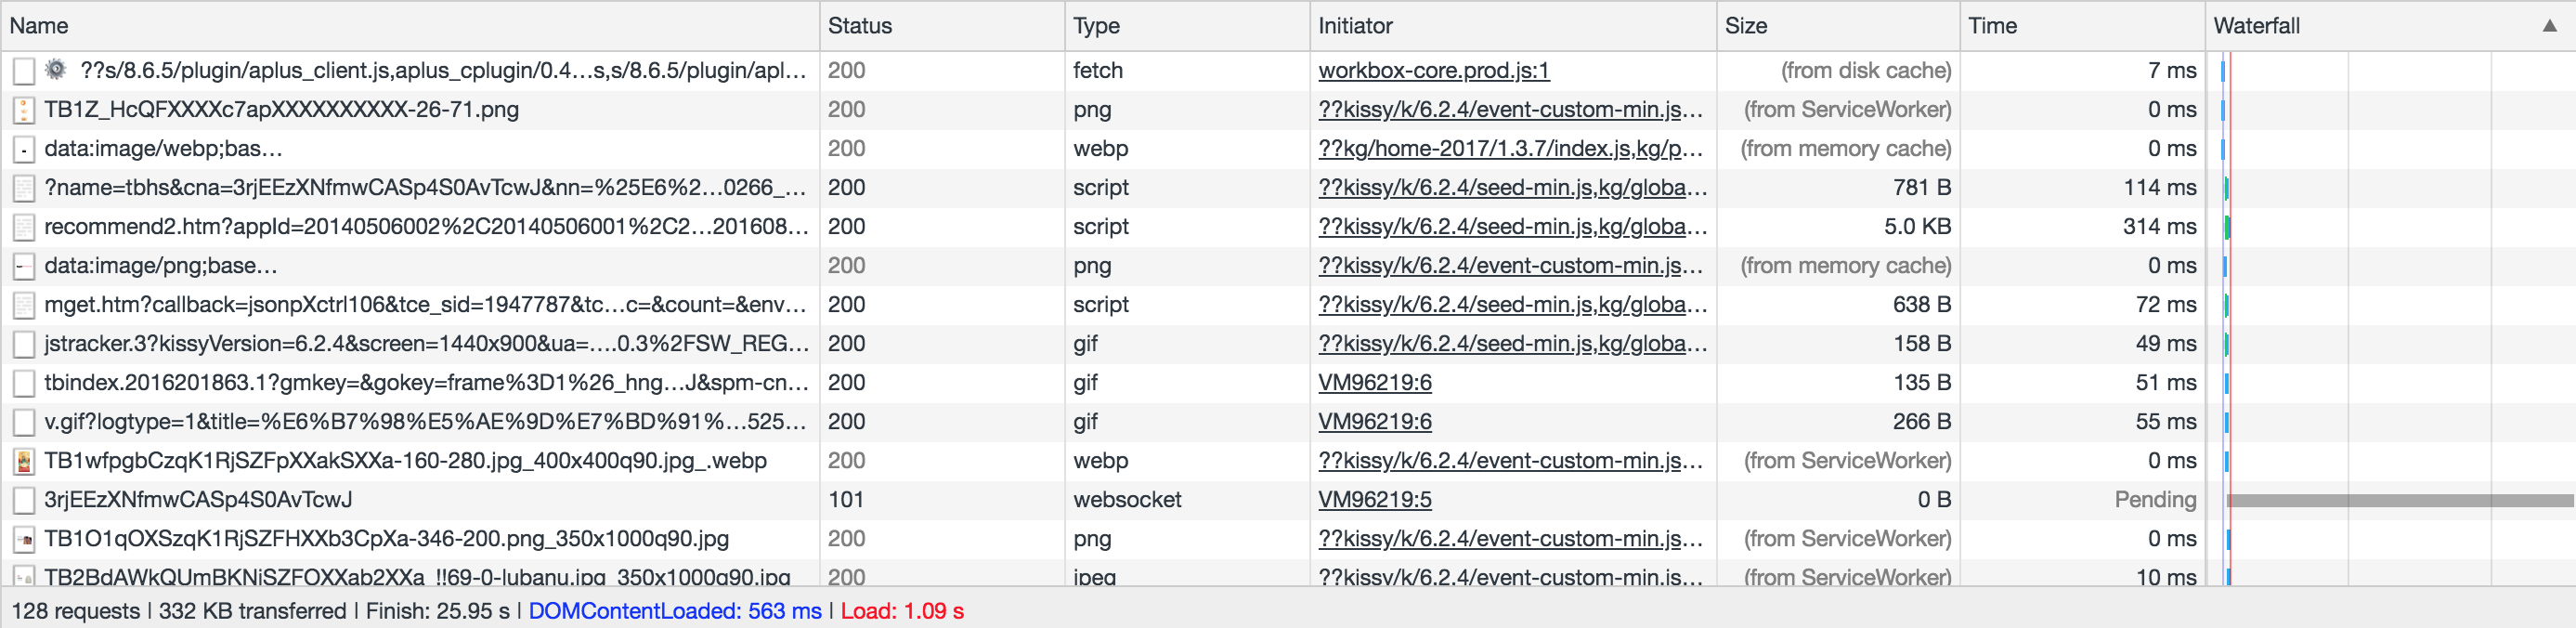 Name Status Type Initiator Size Time Waterfall ▲
??s/8.6.5/plugin/aplus_client.js,aplus_cplugin/0.4…s,s/8.6.5/plugin/apl… 200 fetch workbox-core.prod.js:1 (from disk cache) 7 ms
TB1Z_HcQFXXXXc7apXXXXXXXXXX-26-71.png 200 png ??kissy/k/6.2.4/event-custom-min.js… (from ServiceWorker) 0 ms
data:image/webp;bas… 200 webp ??kg/home-2017/1.3.7/index.js,kg/p… (from memory cache) 0 ms
?name=tbhs&cna=3rjEEzXNfmwCASp4S0AvTcwJ&nn=%25E6%2…0266_… 200 script ??kissy/k/6.2.4/seed-min.js,kg/globa… 781 B 114 ms
recommend2.htm?appId=20140506002%2C20140506001%2C2…201608… 200 script ??kissy/k/6.2.4/seed-min.js,kg/globa… 5.0 KB 314 ms
data:image/png;base… 200 png ??kissy/k/6.2.4/event-custom-min.js… (from memory cache) 0 ms
mget.htm?callback=jsonpXctrl106&tce_sid=1947787&tc…c=&count=&env… 200 script ??kissy/k/6.2.4/seed-min.js,kg/globa… 638 B 72 ms
jstracker.3?kissyVersion=6.2.4&screen=1440x900&ua=….0.3%2FSW_REG… 200 gif ??kissy/k/6.2.4/seed-min.js,kg/globa… 158 B 49 ms
tbindex.2016201863.1?gmkey=&gokey=frame%3D1%26_hng…J&spm-cn… 200 gif VM96219:6 135 B 51 ms
v.gif?logtype=1&title=%E6%B7%98%E5%AE%9D%E7%BD%91%…525… 200 gif VM96219:6 266 B 55 ms
TB1wfpgbCzqK1RjSZFpXXakSXXa-160-280.jpg_400x400q90.jpg_.webp 200 webp ??kissy/k/6.2.4/event-custom-min.js… (from ServiceWorker) 0 ms
3rjEEzXNfmwCASp4S0AvTcwJ 101 websocket VM96219:5 0 B Pending
TB1O1qOXSzqK1RjSZFHXXb3CpXa-346-200.png_350x1000q90.jpg 200 png ??kissy/k/6.2.4/event-custom-min.js… (from ServiceWorker) 0 ms
TB2BdAWkQUmBKNjSZFOXXab2XXa_!!69-0-lubanu.jpg_350x1000q90.jpg 200 jpeg ??kissy/k/6.2.4/event-custom-min.js… (from ServiceWorker) 10 ms
128 requests | 332 KB transferred | Finish: 25.95 s | DOMContentLoaded: 563 ms | Load: 1.09 s